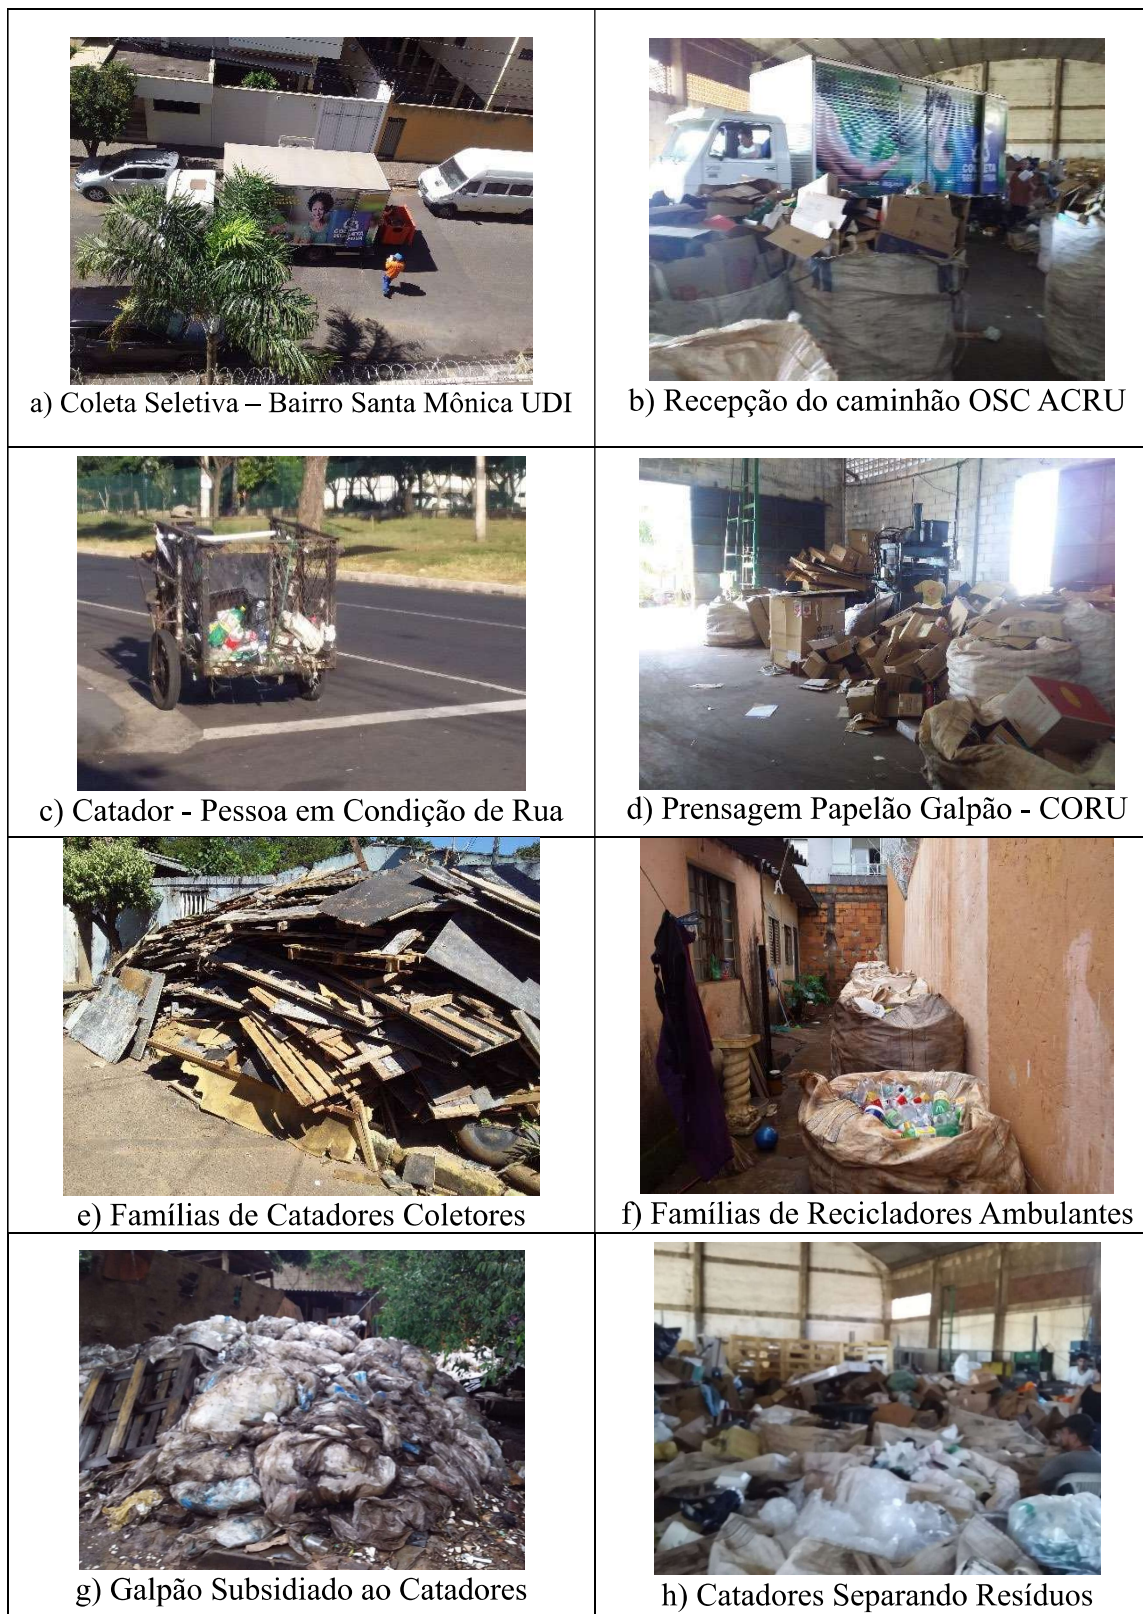 COLETA
a) Coleta Seletiva – Bairro Santa Mônica UDI
b) Recepção do caminhão OSC ACRU
c) Catador - Pessoa em Condição de Rua
d) Prensagem Papelão Galpão - CORU
e) Famílias de Catadores Coletores
f) Famílias de Recicladores Ambulantes
g) Galpão Subsidiado ao Catadores
h) Catadores Separando Resíduos